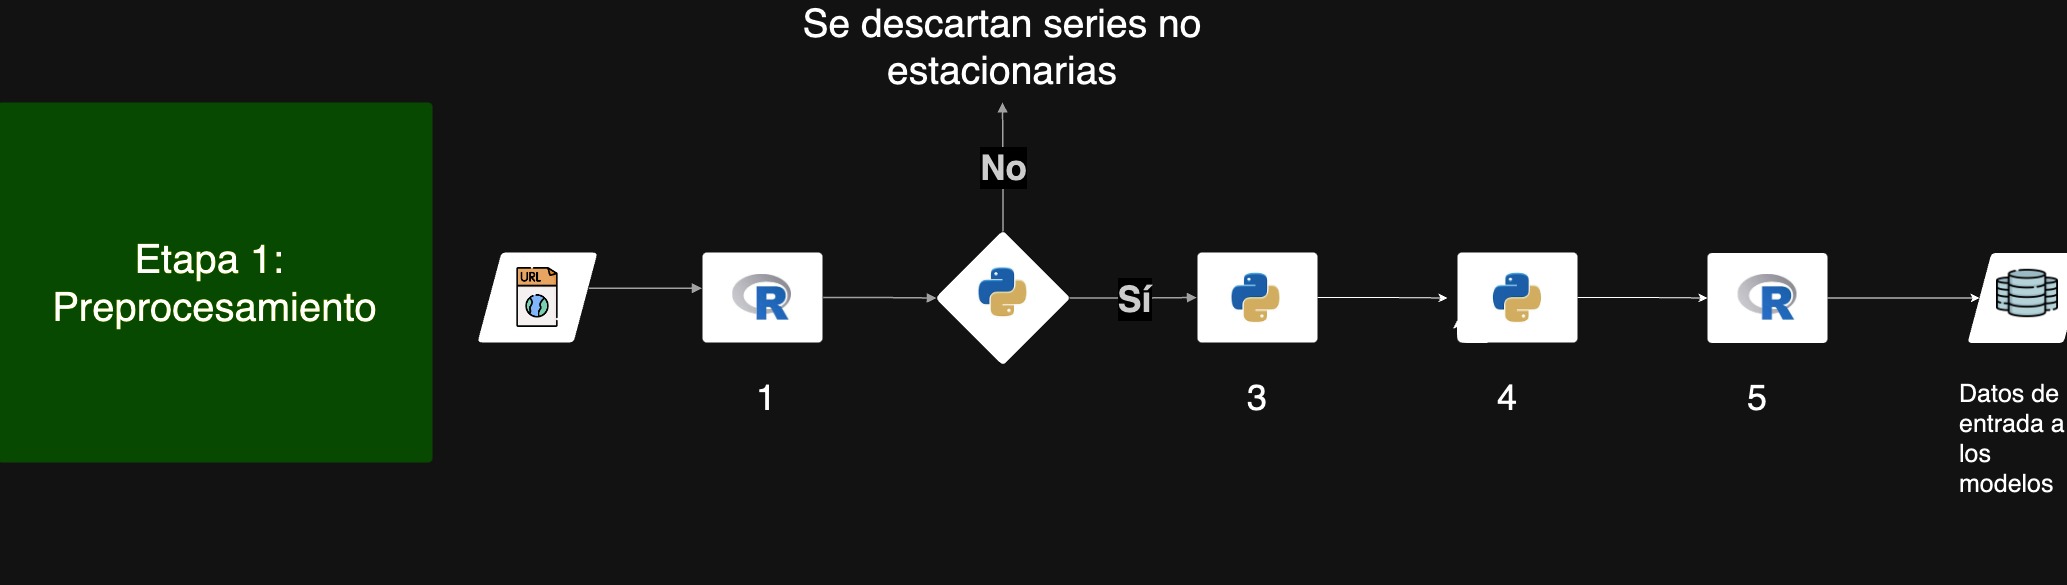 Se descartan series no
estacionarias
No
Etapa 1:
Preprocesamiento
URL
R
Sí
R
1
3
4
5
Datos de
entrada a
los
modelos